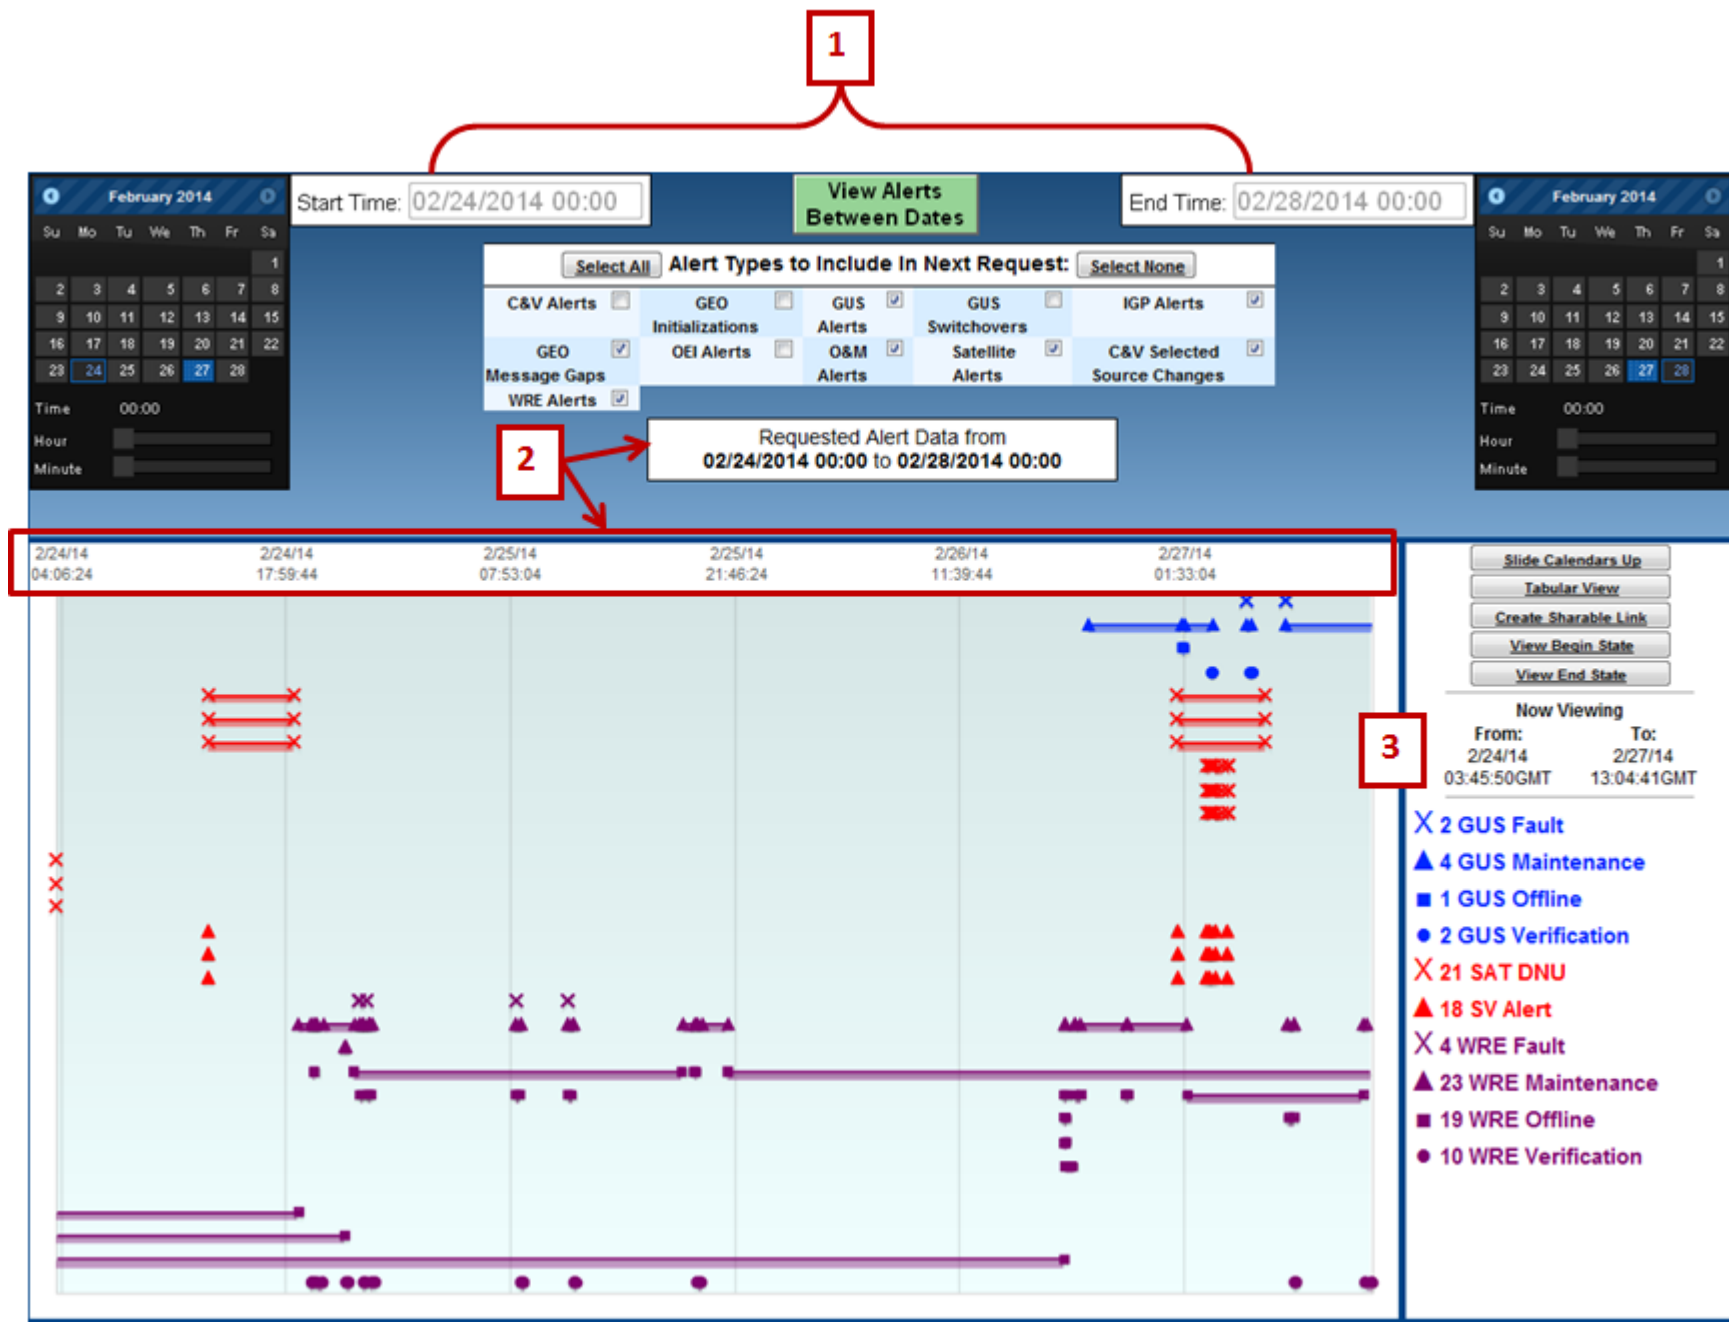 1
February 2014
Su Mo Tu We Th Fr Sa
1
2 3 4 5 6 7 8
9 10 11 12 13 14 15
16 17 18 19 20 21 22
23 24 25 26 27 28
Time 00:00
Hour
Minute
Start Time: 02/24/2014 00:00
View Alerts
Between Dates
End Time: 02/28/2014 00:00
February 2014
Su Mo Tu We Th Fr Sa
1
2 3 4 5 6 7 8
9 10 11 12 13 14 15
16 17 18 19 20 21 22
23 24 25 26 27 28
Time 00:00
Hour
Minute
Select All Alert Types to Include In Next Request: Select None
C&V Alerts
GEO
Initializations
GUS
Alerts
GUS
Switchovers
IGP Alerts
GEO
Message Gaps
OEI Alerts
O&M
Alerts
Satellite
Alerts
C&V Selected
Source Changes
WRE Alerts
2
Requested Alert Data from
02/24/2014 00:00 to 02/28/2014 00:00
2/24/14 2/24/14 2/25/14 2/25/14 2/26/14 2/27/14
04:06:24 17:59:44 07:53:04 21:46:24 11:39:44 01:33:04
Slide Calendars Up
Tabular View
Create Sharable Link
View Begin State
View End State
3
Now Viewing
From: To:
2/24/14 2/27/14
03:45:50GMT 13:04:41GMT
2 GUS Fault
4 GUS Maintenance
1 GUS Offline
2 GUS Verification
21 SAT DNU
18 SV Alert
4 WRE Fault
23 WRE Maintenance
19 WRE Offline
10 WRE Verification